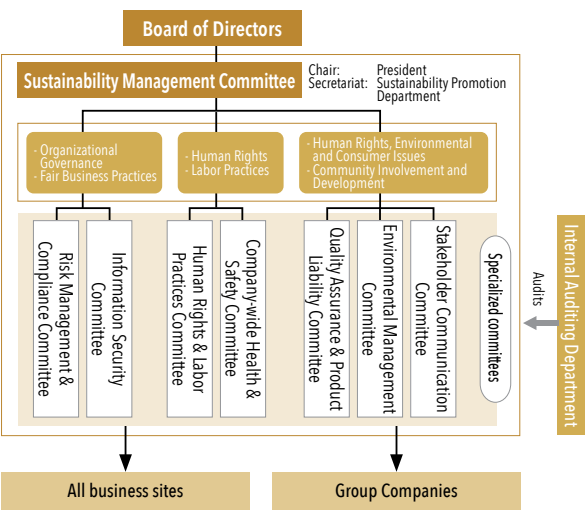 Board of Directors
Sustainability Management Committee
Chair: President
Secretariat: Sustainability Promotion
Department
- Organizational
Governance
- Fair Business Practices
- Human Rights
- Labor Practices
- Human Rights, Environmental
and Consumer Issues
- Community Involvement and
Development
Risk Management &
Compliance Committee
Information Security
Committee
Human Rights & Labor
Practices Committee
Company-wide Health &
Safety Committee
Quality Assurance & Product
Liability Committee
Environmental Management
Committee
Stakeholder Communication
Committee
Specialized committees
Audits
Internal Auditing Department
All business sites
Group Companies